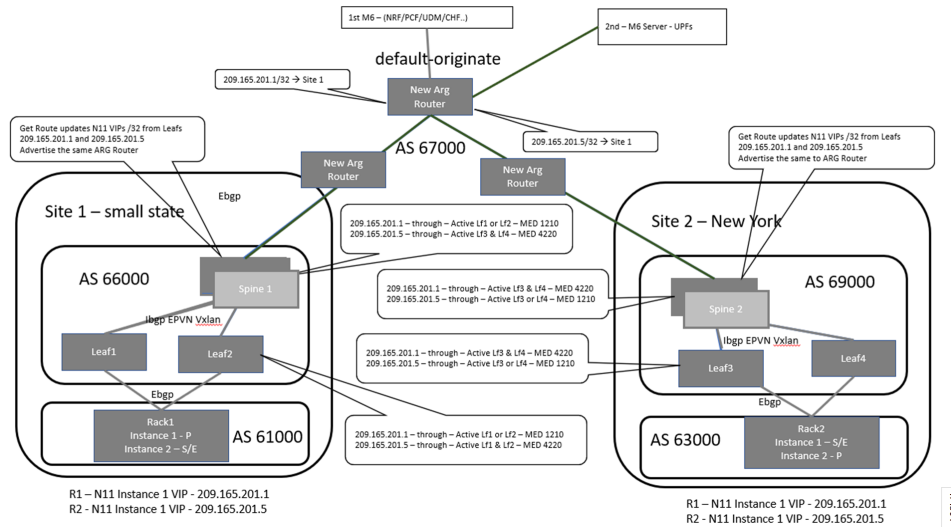 1st M6 – (NRF/PCF/UDM/CHF..)
2nd – M6 Server - UPFs
default-originate
209.165.201.1/32 → Site 1
New Arg
Router
209.165.201.5/32 → Site 1
AS 67000
New Arg
Router
New Arg
Router
Get Route updates N11 VIPs /32 from Leafs
209.165.201.1 and 209.165.201.5
Advertise the same ARG Router
Get Route updates N11 VIPs /32 from Leafs
209.165.201.1 and 209.165.201.5
Advertise the same to ARG Router
Ebgp
Site 1 – small state
Site 2 – New York
209.165.201.1 – through – Active Lf1 or Lf2 – MED 1210
209.165.201.5 – through – Active Lf3 & Lf4 – MED 4220
AS 66000
Spine 1
Ibgp EPVN Vxlan
Leaf1
Leaf2
Ebgp
Rack1
Instance 1 - P
Instance 2 – S/E
AS 61000
209.165.201.1 – through – Active Lf3 & Lf4 – MED 4220
209.165.201.5 – through – Active Lf3 or Lf4 – MED 1210
209.165.201.1 – through – Active Lf3 & Lf4 – MED 4220
209.165.201.5 – through – Active Lf3 or Lf4 – MED 1210
209.165.201.1 – through – Active Lf1 or Lf2 – MED 1210
209.165.201.5 – through – Active Lf1 & Lf2 – MED 4220
AS 69000
Spine 2
Ibgp EPVN Vxlan
Leaf3
Leaf4
Ebgp
AS 63000
Rack2
Instance 1 – S/E
Instance 2 - P
R1 – N11 Instance 1 VIP - 209.165.201.1
R2 - N11 Instance 1 VIP - 209.165.201.5
R1 – N11 Instance 1 VIP - 209.165.201.1
R2 - N11 Instance 1 VIP - 209.165.201.5